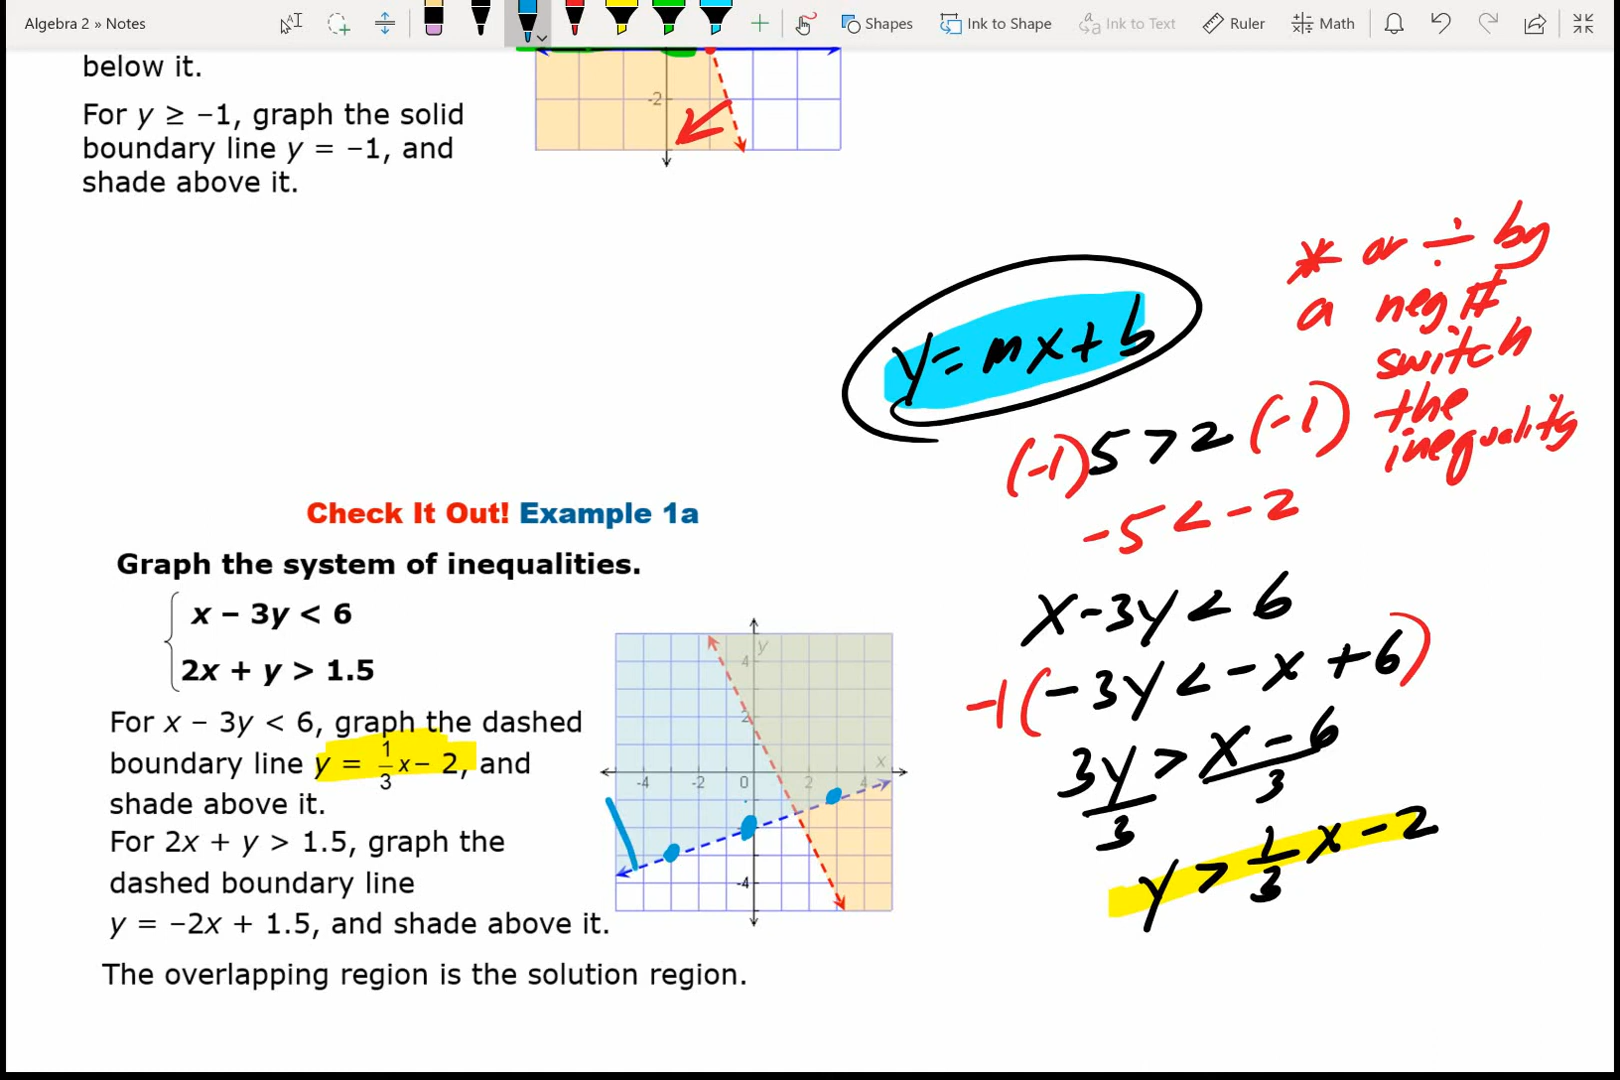 Algebra 2 » Notes
Shapes
Ink to Shape
Ink to Text
Ruler
Math
below it.
For y ≥ −1, graph the solid
boundary line y = −1, and
shade above it.
-2
* or ÷ by
a neg #
switch
the
inequality
y = mx + b
(-1) 5 > 2 (-1)
-5 < -2
Check It Out! Example 1a
Graph the system of inequalities.
x − 3y < 6
2x + y > 1.5
For x − 3y < 6, graph the dashed
boundary line y = 1/3 x − 2, and
shade above it.
For 2x + y > 1.5, graph the
dashed boundary line
y = −2x + 1.5, and shade above it.
The overlapping region is the solution region.
y
4
2
x
-4 -2 0 2 4
-4
x - 3y < 6
-1(-3y < -x + 6)
3y/3 > x - 6/3
y > 1/3 x - 2